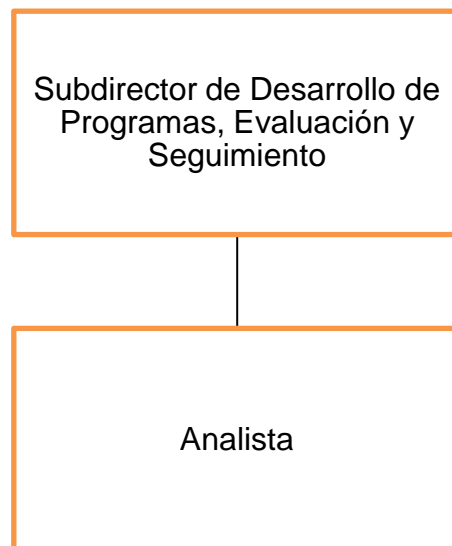 Subdirector de Desarrollo de
Programas, Evaluación y
Seguimiento
Analista